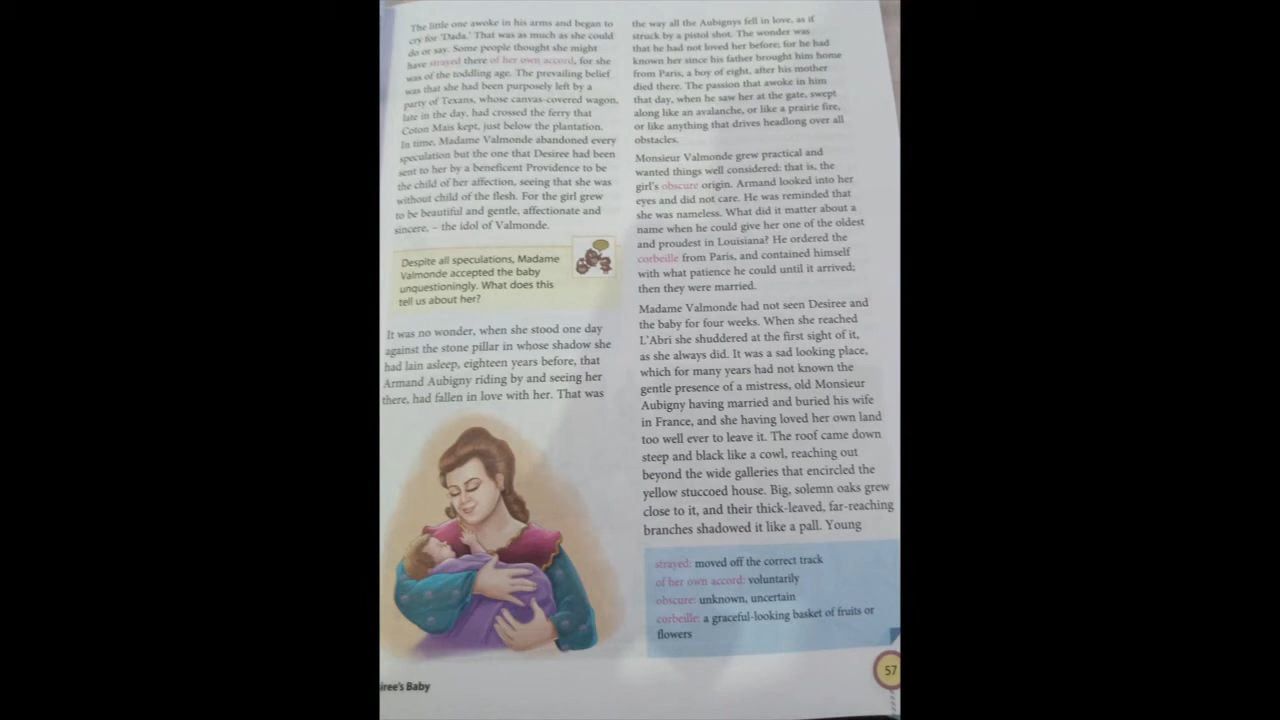 The little one awoke in his arms and began to
cry for 'Dada.' That was as much as she could
do or say. Some people thought she might
have strayed there of her own accord, for she
was of the toddling age. The prevailing belief
was that she had been purposely left by a
party of Texans, whose canvas-covered wagon,
late in the day, had crossed the ferry that
Coton Mais kept, just below the plantation.
In time, Madame Valmonde abandoned every
speculation but the one that Desiree had been
sent to her by a beneficent Providence to be
the child of her affection, seeing that she was
without child of the flesh. For the girl grew
to be beautiful and gentle, affectionate and
sincere, – the idol of Valmonde.
Despite all speculations, Madame
Valmonde accepted the baby
unquestioningly. What does this
tell us about her?
It was no wonder, when she stood one day
against the stone pillar in whose shadow she
had lain asleep, eighteen years before, that
Armand Aubigny riding by and seeing her
there, had fallen in love with her. That was
the way all the Aubignys fell in love, as if
struck by a pistol shot. The wonder was
that he had not loved her before; for he had
known her since his father brought him home
from Paris, a boy of eight, after his mother
died there. The passion that awoke in him
that day, when he saw her at the gate, swept
along like an avalanche, or like a prairie fire,
or like anything that drives headlong over all
obstacles.
Monsieur Valmonde grew practical and
wanted things well considered: that is, the
girl's obscure origin. Armand looked into her
eyes and did not care. He was reminded that
she was nameless. What did it matter about a
name when he could give her one of the oldest
and proudest in Louisiana? He ordered the
corbeille from Paris, and contained himself
with what patience he could until it arrived;
then they were married.
Madame Valmonde had not seen Desiree and
the baby for four weeks. When she reached
L'Abri she shuddered at the first sight of it,
as she always did. It was a sad looking place,
which for many years had not known the
gentle presence of a mistress, old Monsieur
Aubigny having married and buried his wife
in France, and she having loved her own land
too well ever to leave it. The roof came down
steep and black like a cowl, reaching out
beyond the wide galleries that encircled the
yellow stuccoed house. Big, solemn oaks grew
close to it, and their thick-leaved, far-reaching
branches shadowed it like a pall. Young
strayed: moved off the correct track
of her own accord: voluntarily
obscure: unknown, uncertain
corbeille: a graceful-looking basket of fruits or
flowers
iree's Baby
57